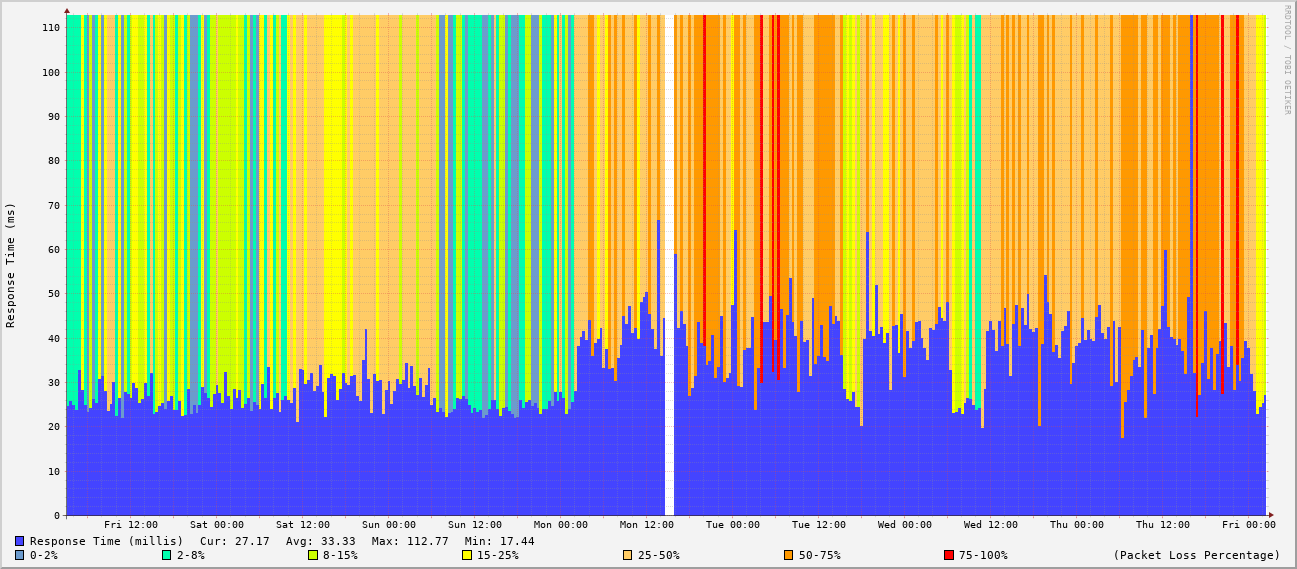 RRDTOOL / TOBI OETIKER
Response Time (ms)
110
100
90
80
70
60
50
40
30
20
10
0
Fri 12:00 Sat 00:00 Sat 12:00 Sun 00:00 Sun 12:00 Mon 00:00 Mon 12:00 Tue 00:00 Tue 12:00 Wed 00:00 Wed 12:00 Thu 00:00 Thu 12:00 Fri 00:00
Response Time (millis) Cur: 27.17 Avg: 33.33 Max: 112.77 Min: 17.44
0-2% 2-8% 8-15% 15-25% 25-50% 50-75% 75-100% (Packet Loss Percentage)